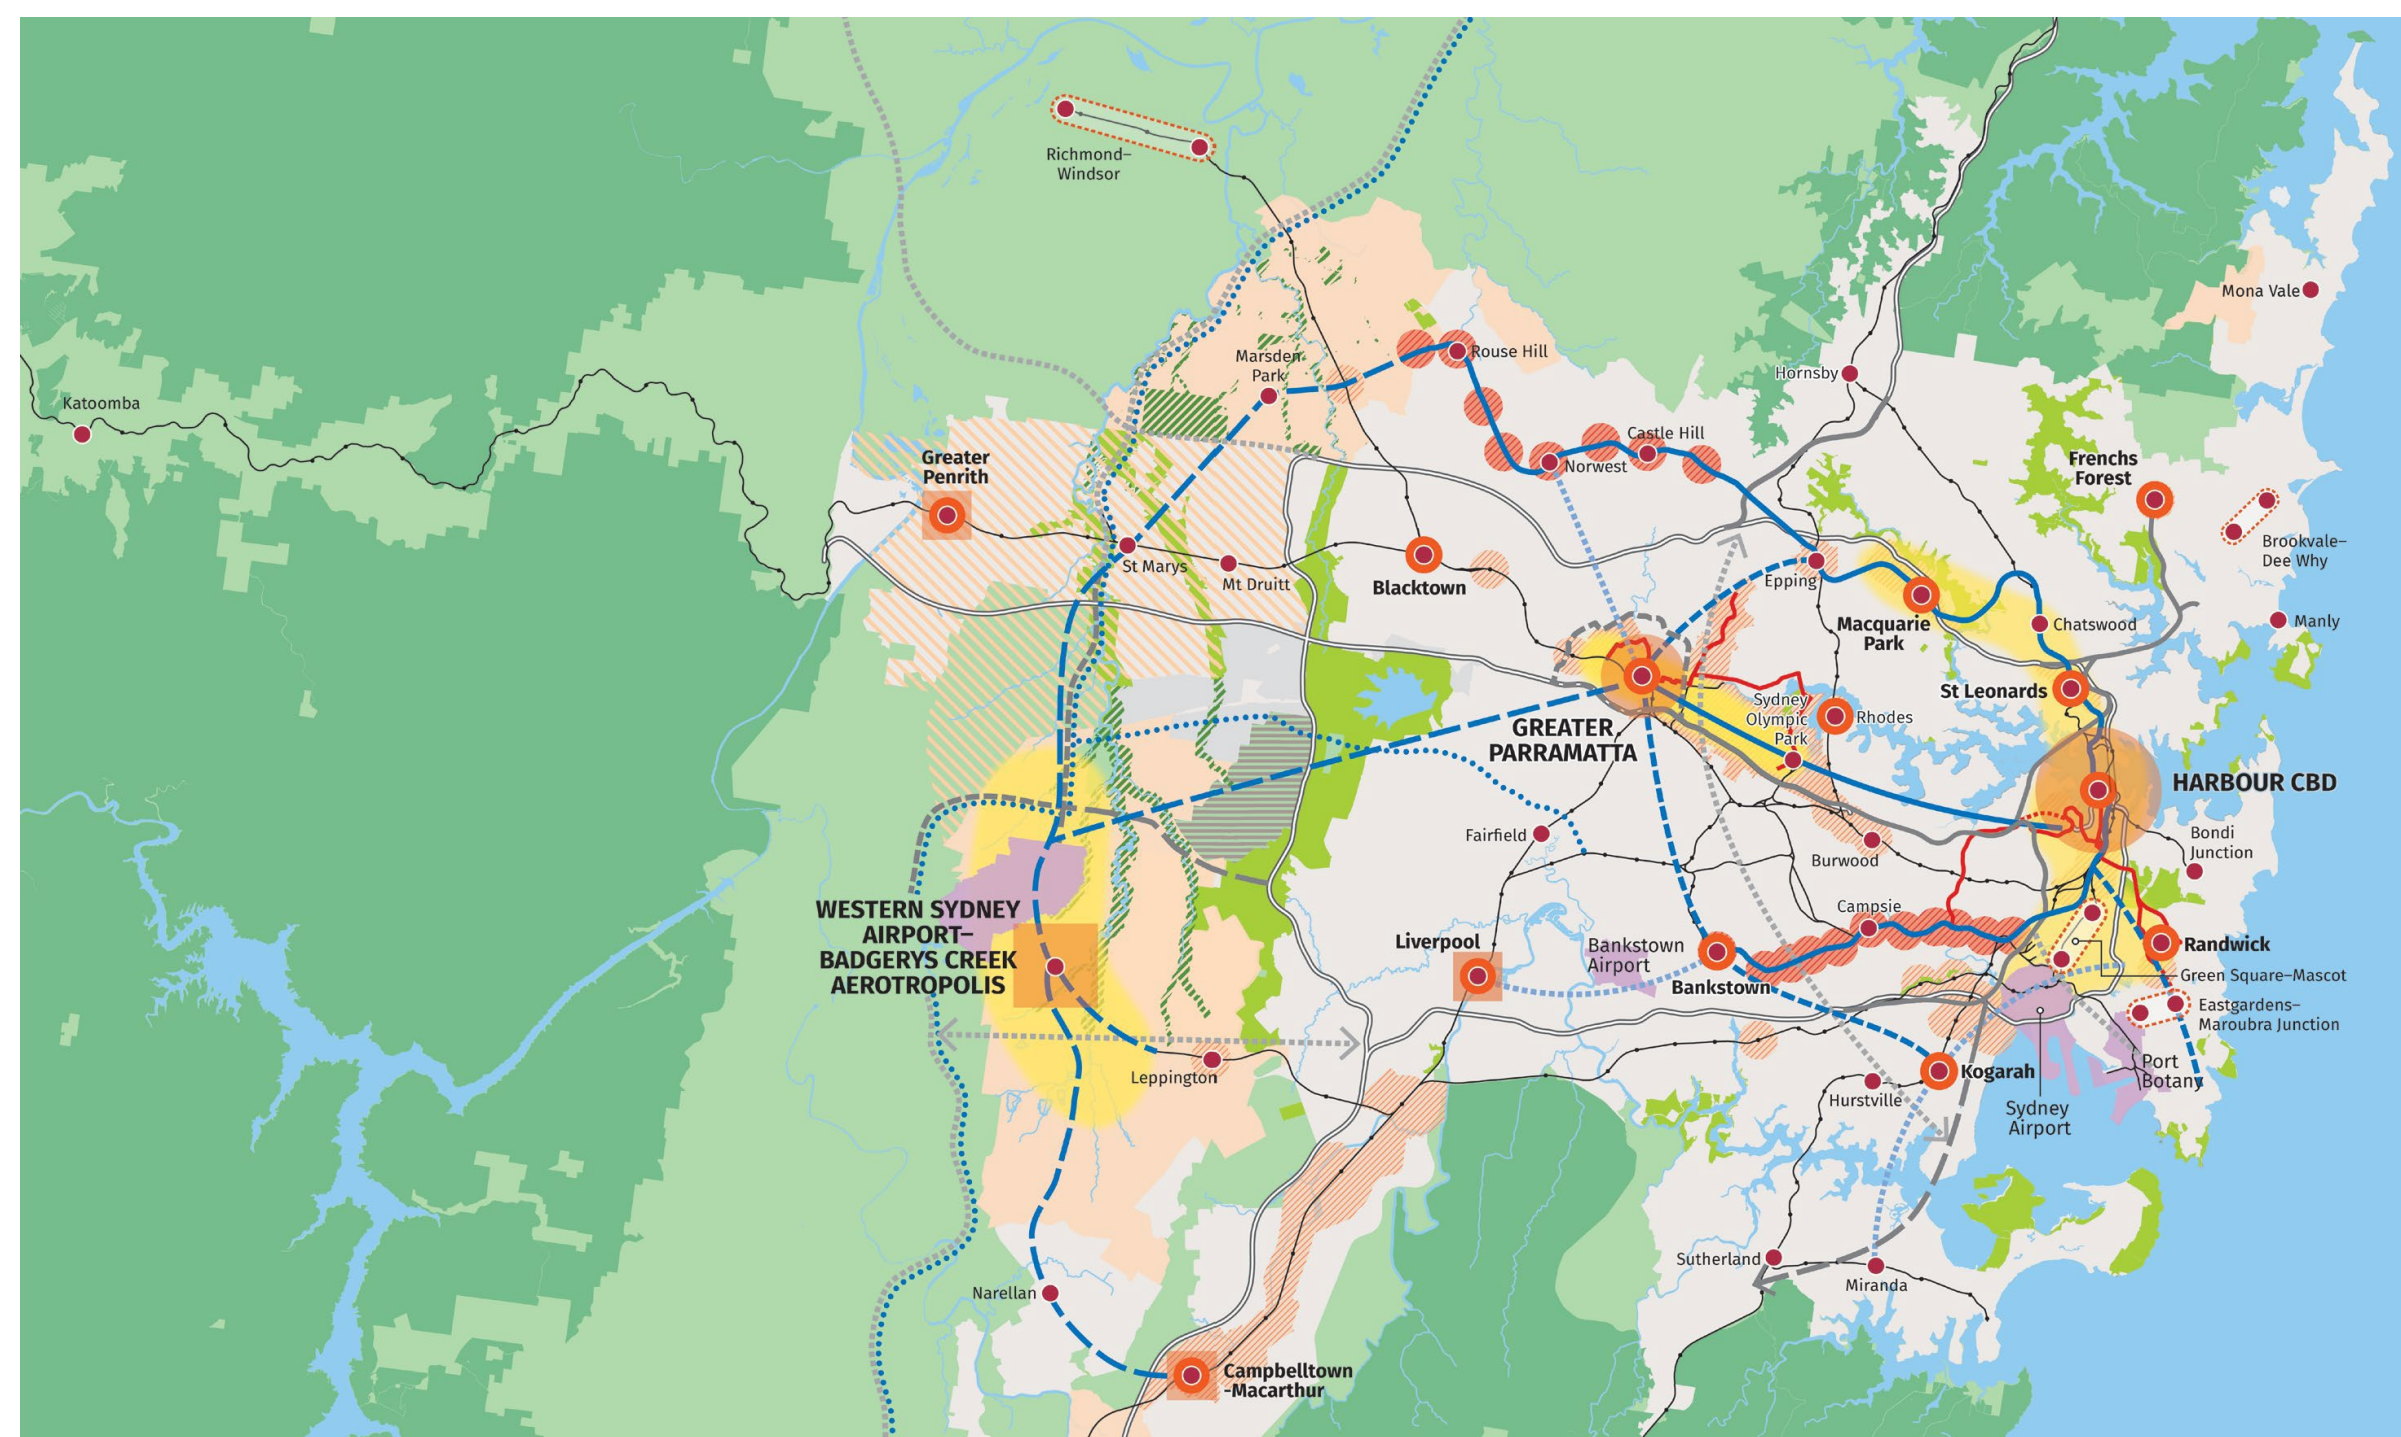 Richmond–
Windsor
Mona Vale
Marsden
Park
Rouse Hill
Hornsby
Katoomba
Castle Hill
Norwest
Greater
Penrith
Frenchs
Forest
Brookvale–
Dee Why
St Marys
Mt Druitt
Blacktown
Epping
Macquarie
Park
Chatswood
Manly
St Leonards
Sydney
Olympic
Park
Rhodes
GREATER
PARRAMATTA
HARBOUR CBD
Fairfield
Burwood
Bondi
Junction
WESTERN SYDNEY
AIRPORT–
BADGERYS CREEK
AEROTROPOLIS
Campsie
Liverpool
Bankstown
Airport
Bankstown
Randwick
Green Square–Mascot
Eastgardens–
Maroubra Junction
Leppington
Kogarah
Port
Botany
Hurstville
Sydney
Airport
Sutherland
Miranda
Narellan
Campbelltown
-Macarthur